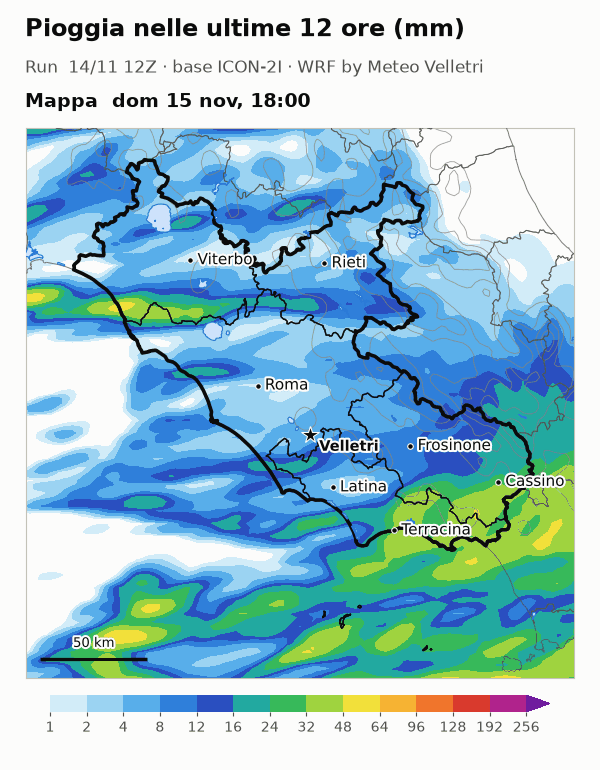 Pioggia nelle ultime 12 ore (mm)
Run  14/11 12Z · base ICON-2I · WRF by Meteo Velletri
Mappa  dom 15 nov, 18:00
Viterbo
Rieti
Roma
Velletri
Frosinone
Latina
Cassino
Terracina
50 km
1 2 4 8 12 16 24 32 48 64 96 128 192 256